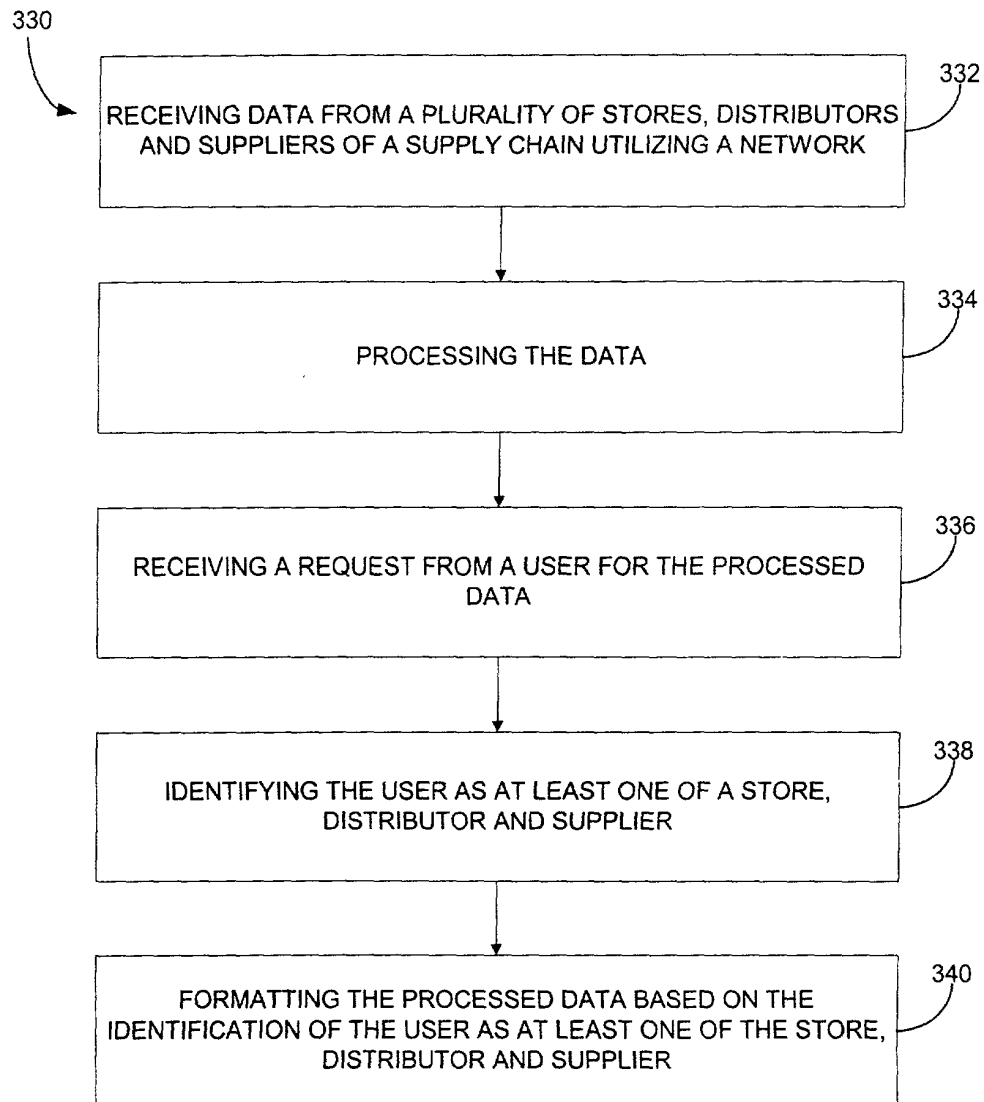 330
332
RECEIVING DATA FROM A PLURALITY OF STORES, DISTRIBUTORS
AND SUPPLIERS OF A SUPPLY CHAIN UTILIZING A NETWORK
334
PROCESSING THE DATA
336
RECEIVING A REQUEST FROM A USER FOR THE PROCESSED
DATA
338
IDENTIFYING THE USER AS AT LEAST ONE OF A STORE,
DISTRIBUTOR AND SUPPLIER
340
FORMATTING THE PROCESSED DATA BASED ON THE
IDENTIFICATION OF THE USER AS AT LEAST ONE OF THE STORE,
DISTRIBUTOR AND SUPPLIER